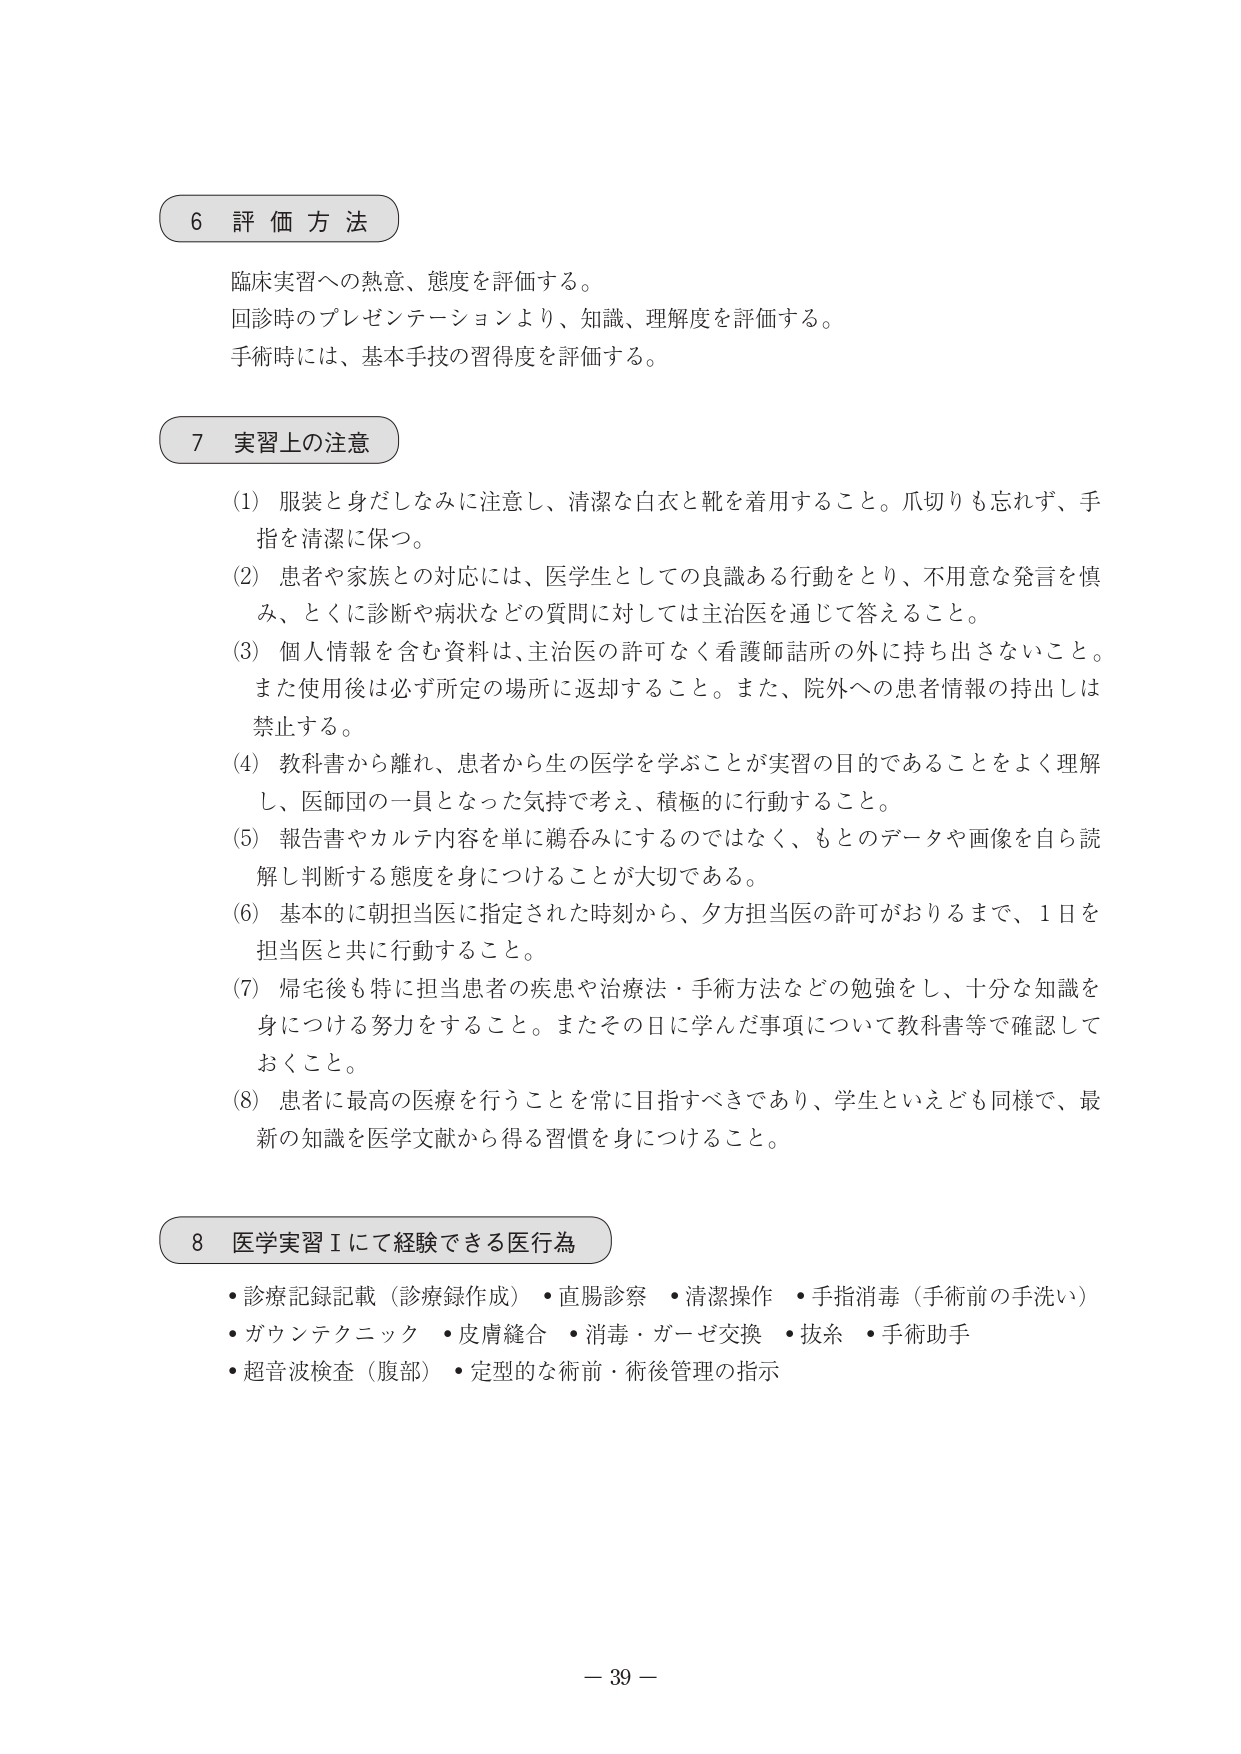 6 評価方法
臨床実習への熱意、態度を評価する。
回診時のプレゼンテーションより、知識、理解度を評価する。
手術時には、基本手技の習得度を評価する。
7 実習上の注意
(1) 服装と身だしなみに注意し、清潔な白衣と靴を着用すること。爪切りも忘れず、手
指を清潔に保つ。
(2) 患者や家族との対応には、医学生としての良識ある行動をとり、不用意な発言を慎
み、とくに診断や病状などの質問に対しては主治医を通じて答えること。
(3) 個人情報を含む資料は、主治医の許可なく看護師詰所の外に持ち出さないこと。
また使用後は必ず所定の場所に返却すること。また、院外への患者情報の持出しは
禁止する。
(4) 教科書から離れ、患者から生の医学を学ぶことが実習の目的であることをよく理解
し、医師団の一員となった気持で考え、積極的に行動すること。
(5) 報告書やカルテ内容を単に鵜呑みにするのではなく、もとのデータや画像を自ら読
解し判断する態度を身につけることが大切である。
(6) 基本的に朝担当医に指定された時刻から、夕方担当医の許可がおりるまで、1日を
担当医と共に行動すること。
(7) 帰宅後も特に担当患者の疾患や治療法・手術方法などの勉強をし、十分な知識を
身につける努力をすること。またその日に学んだ事項について教科書等で確認して
おくこと。
(8) 患者に最高の医療を行うことを常に目指すべきであり、学生といえども同様で、最
新の知識を医学文献から得る習慣を身につけること。
8 医学実習Ⅰにて経験できる医行為
•診療記録記載（診療録作成） •直腸診察 •清潔操作 •手指消毒（手術前の手洗い）
•ガウンテクニック •皮膚縫合 •消毒・ガーゼ交換 •抜糸 •手術助手
•超音波検査（腹部） •定型的な術前・術後管理の指示
― 39 ―